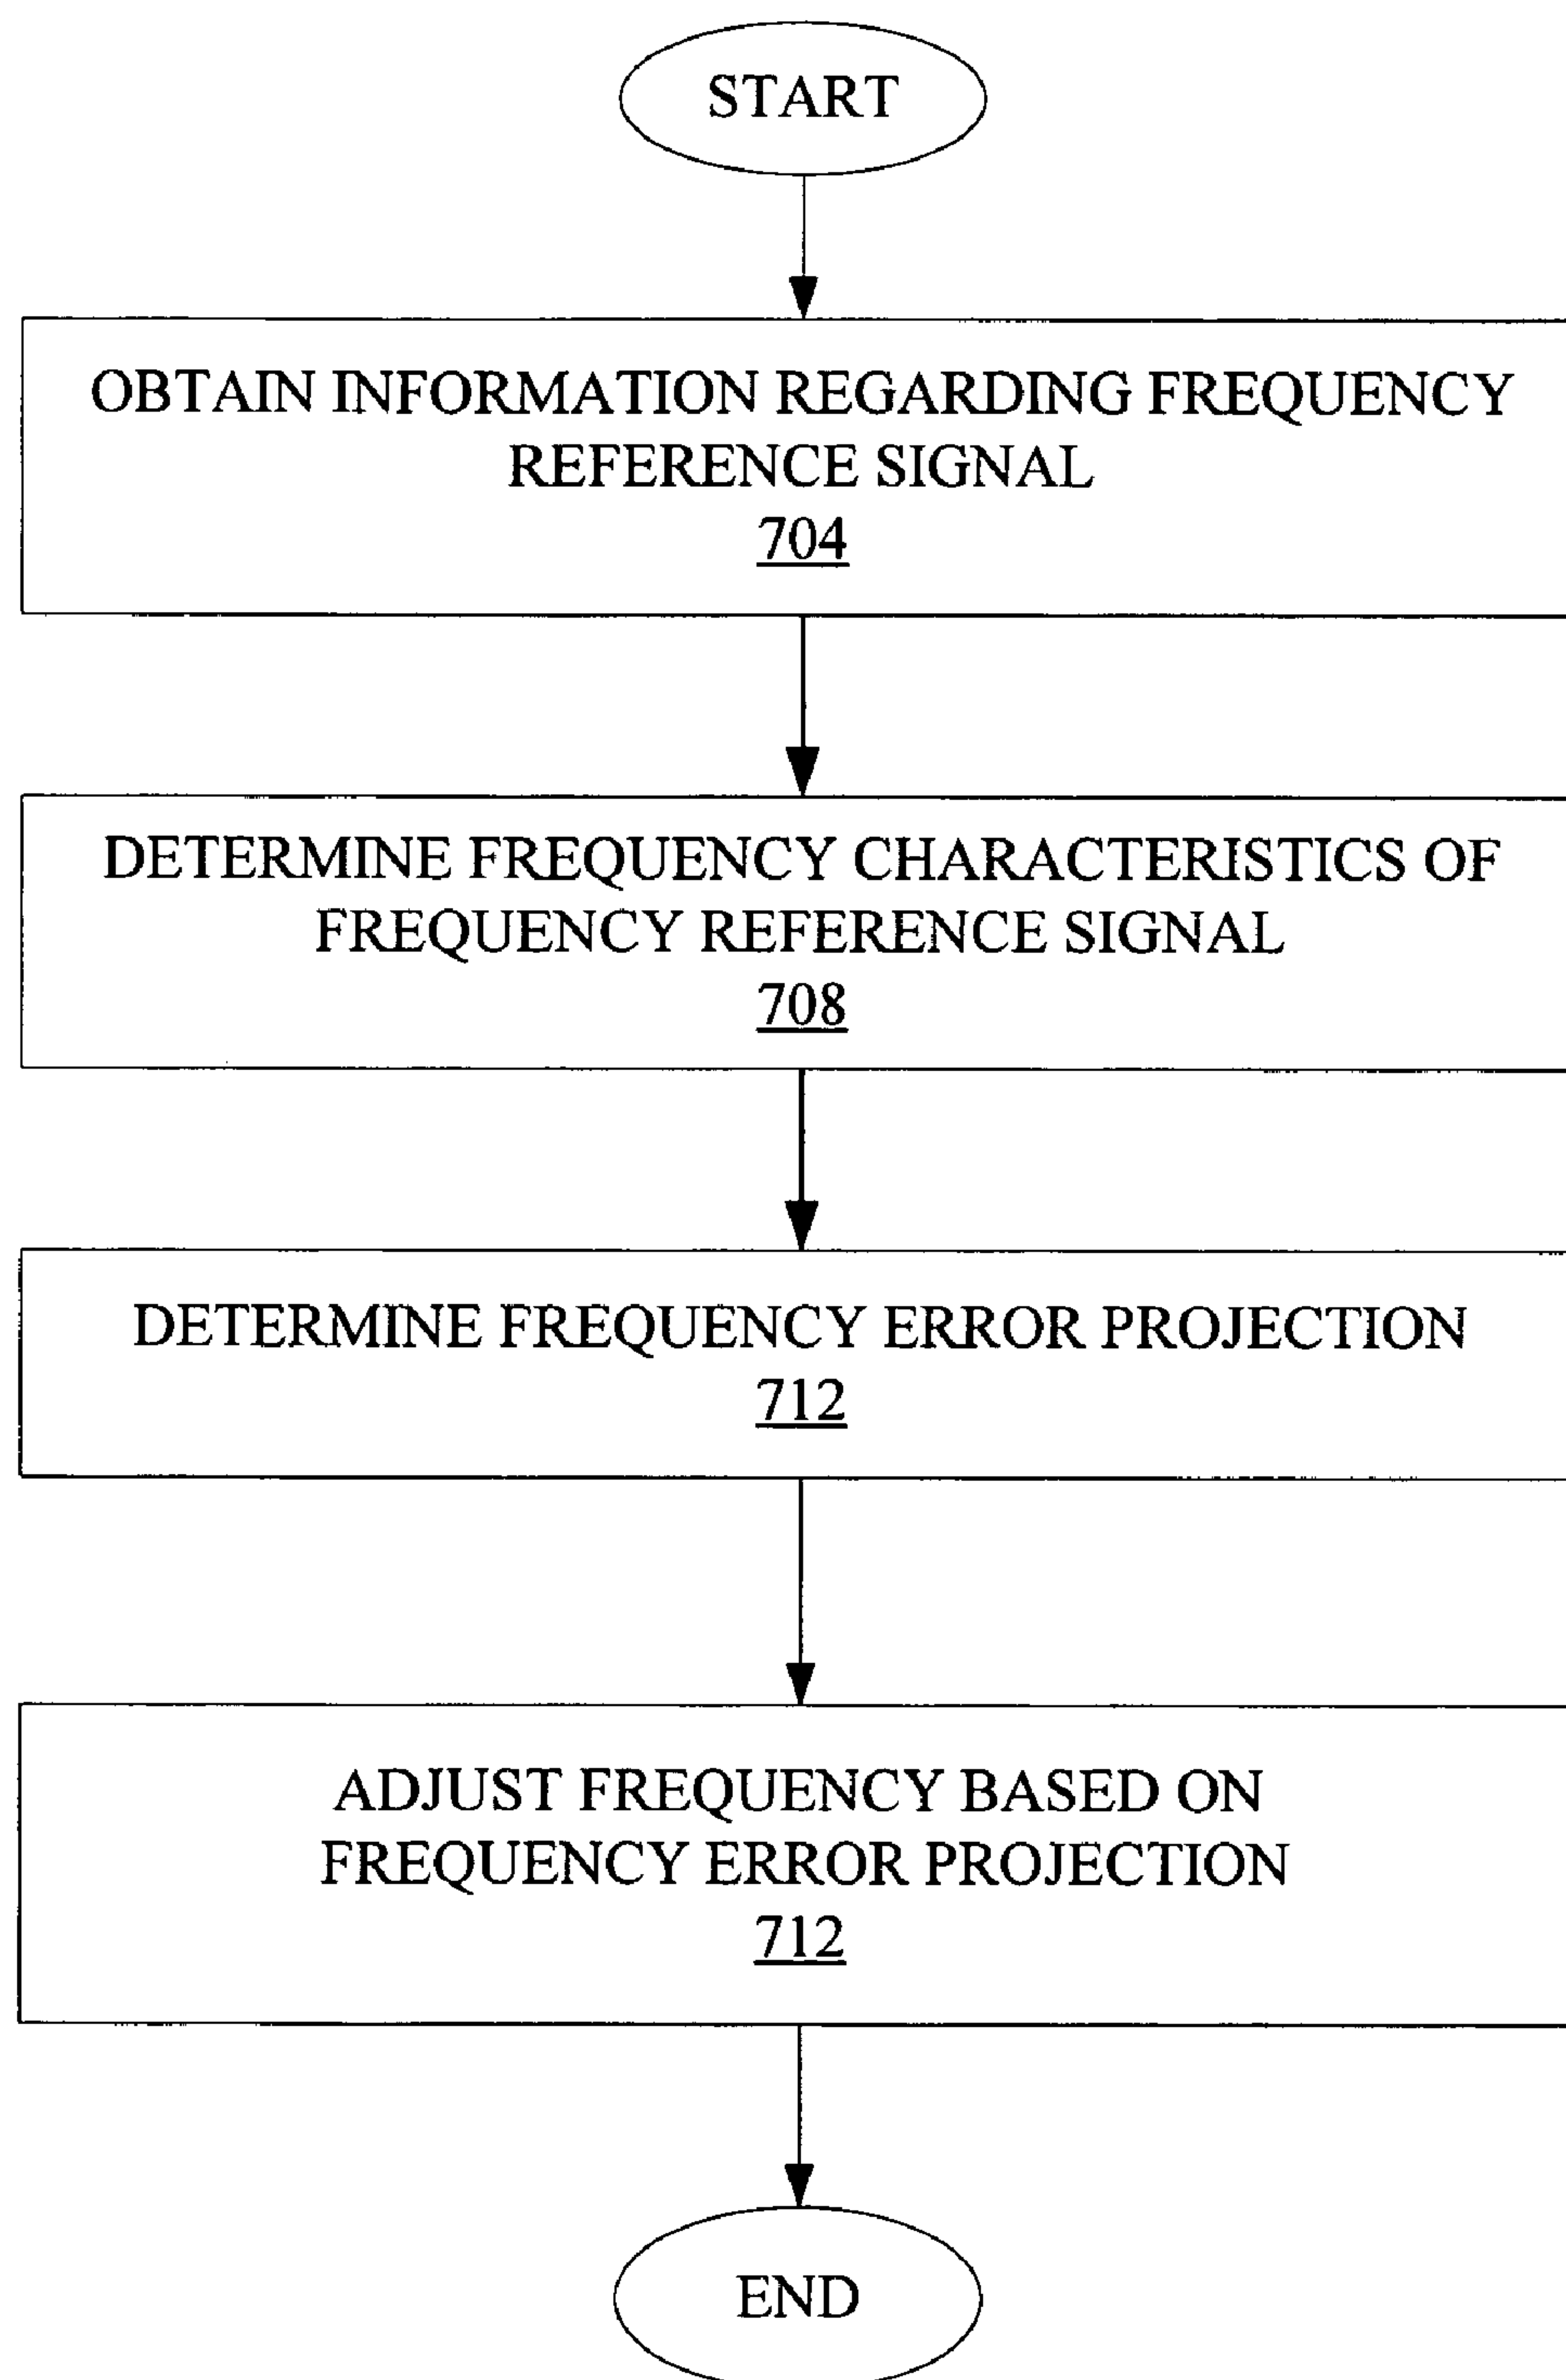 START
OBTAIN INFORMATION REGARDING FREQUENCY
REFERENCE SIGNAL
704
DETERMINE FREQUENCY CHARACTERISTICS OF
FREQUENCY REFERENCE SIGNAL
708
DETERMINE FREQUENCY ERROR PROJECTION
712
ADJUST FREQUENCY BASED ON
FREQUENCY ERROR PROJECTION
712
END